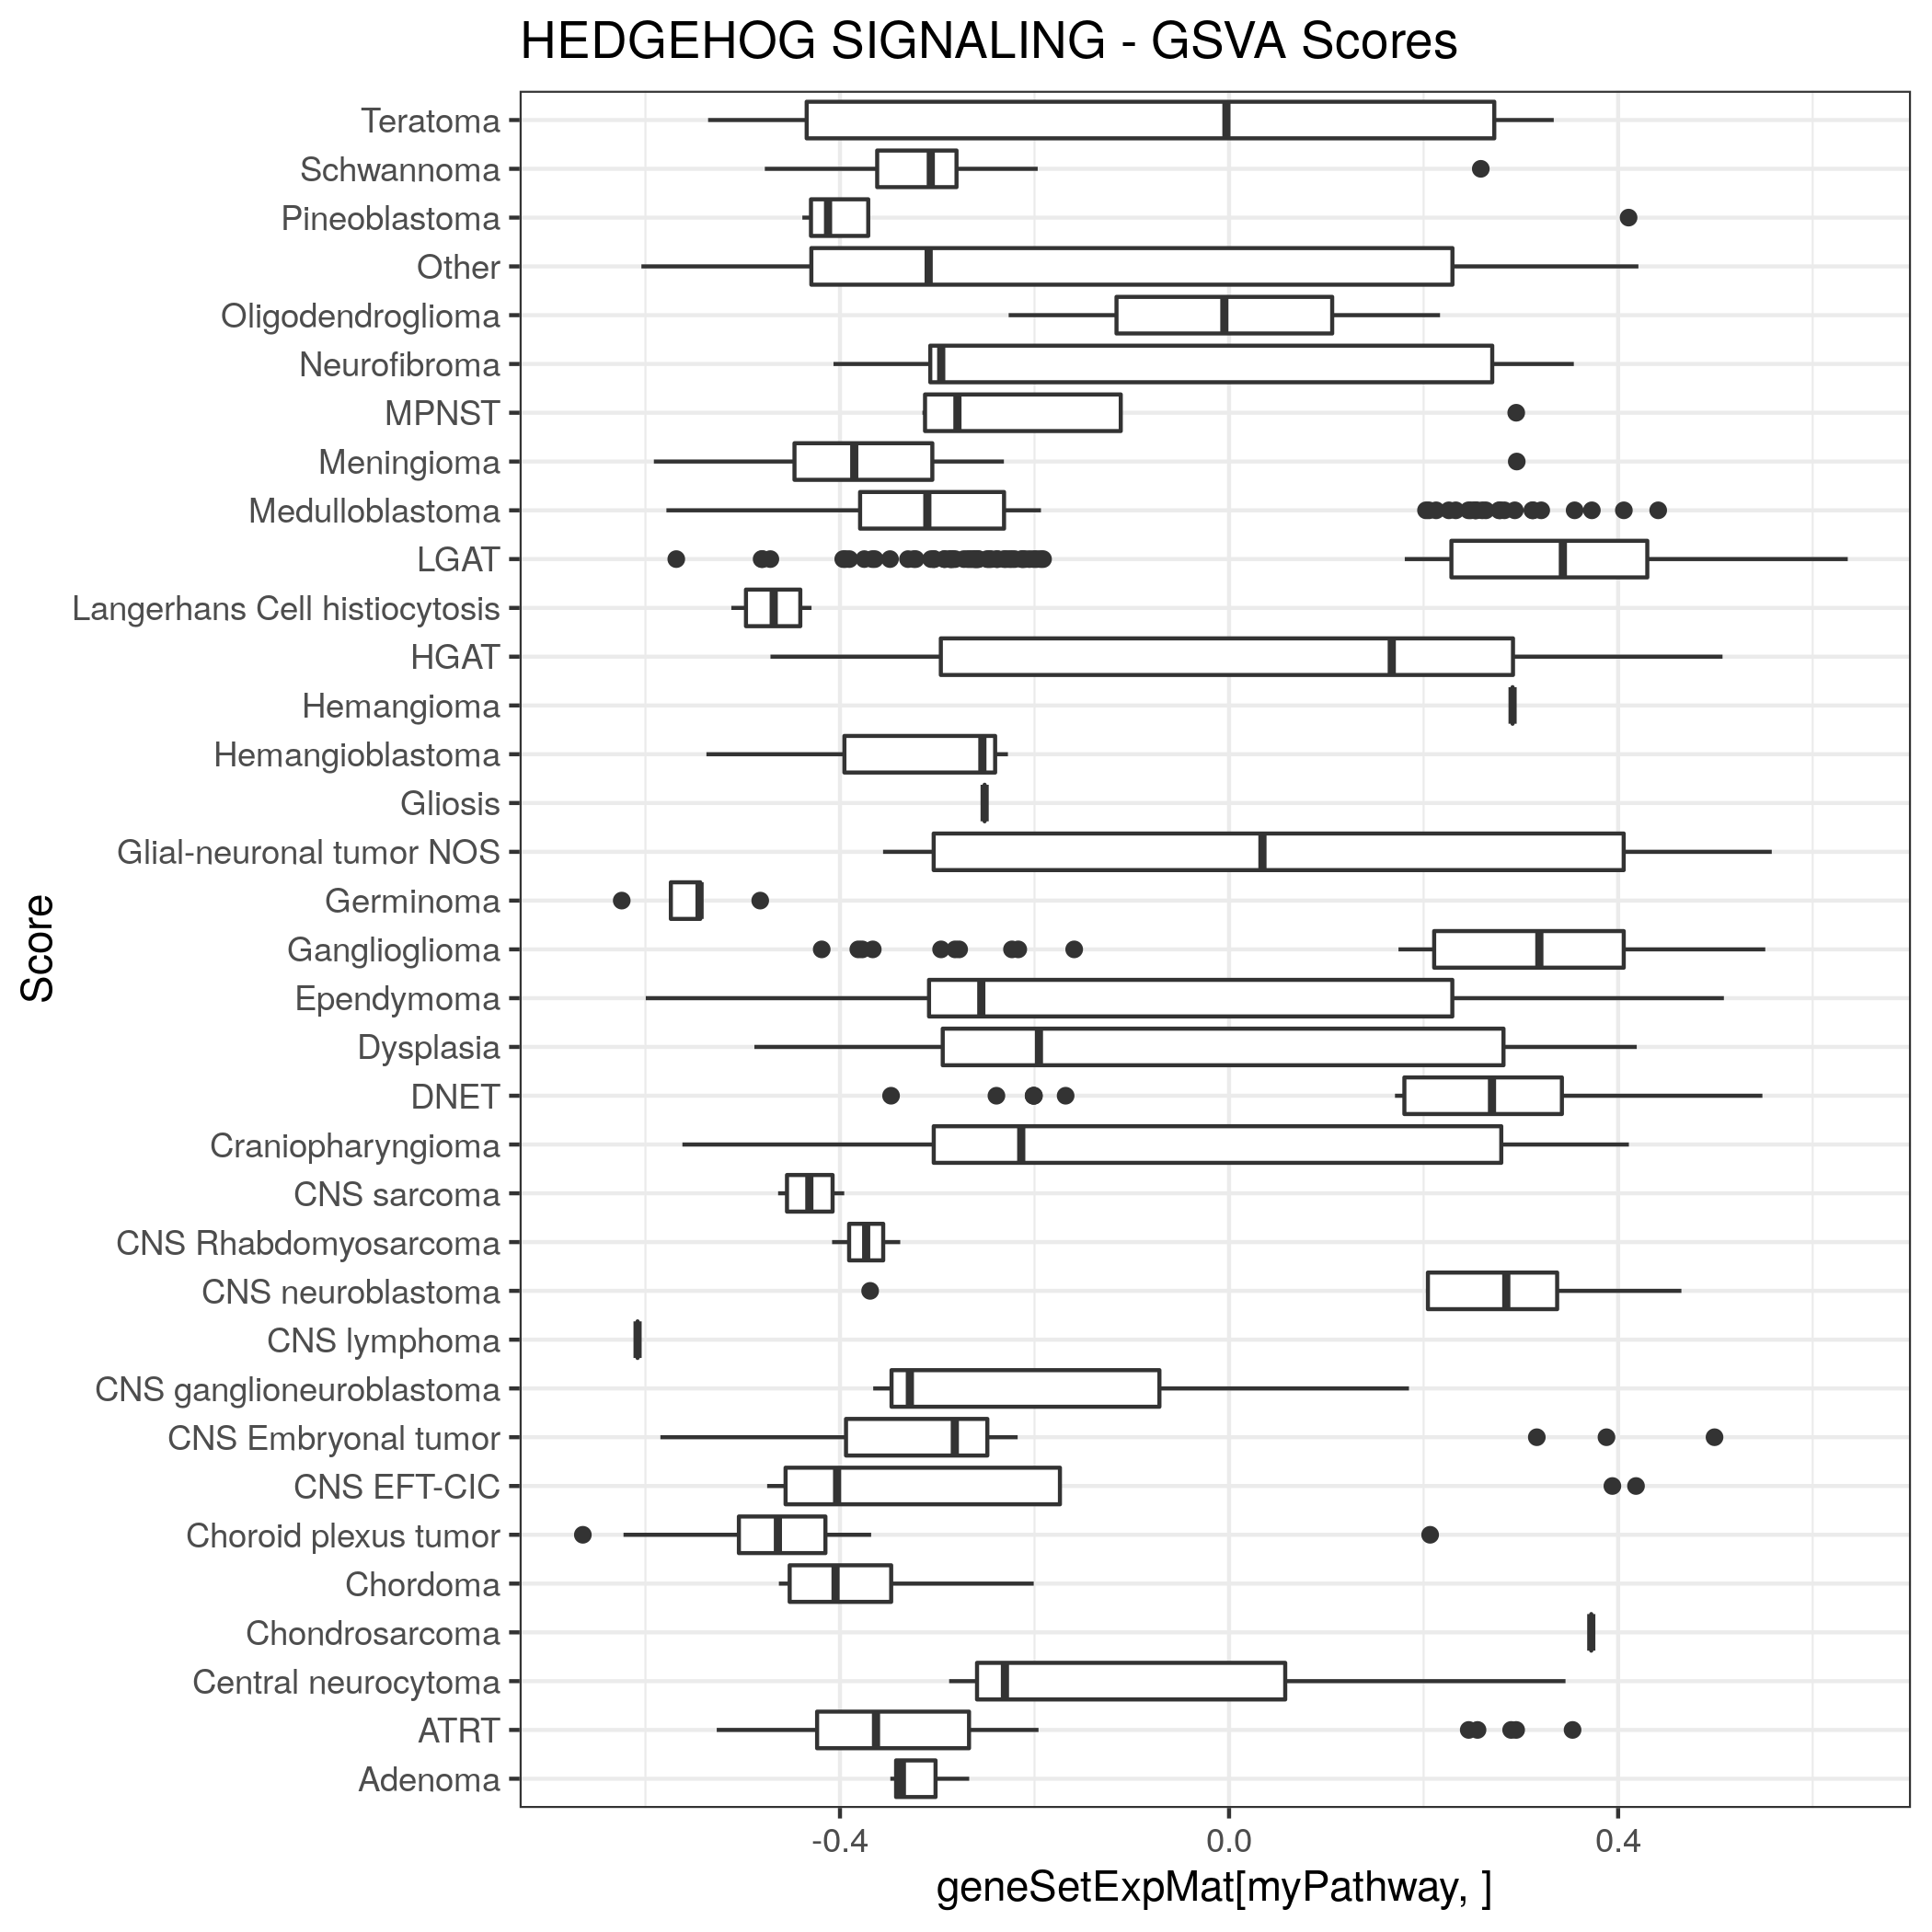 HEDGEHOG SIGNALING - GSVA Scores
Teratoma
Schwannoma
Pineoblastoma
Other
Oligodendroglioma
Neurofibroma
MPNST
Meningioma
Medulloblastoma
LGAT
Langerhans Cell histiocytosis
HGAT
Hemangioma
Hemangioblastoma
Gliosis
Glial-neuronal tumor NOS
Germinoma
Ganglioglioma
Ependymoma
Dysplasia
DNET
Craniopharyngioma
CNS sarcoma
CNS Rhabdomyosarcoma
CNS neuroblastoma
CNS lymphoma
CNS ganglioneuroblastoma
CNS Embryonal tumor
CNS EFT-CIC
Choroid plexus tumor
Chordoma
Chondrosarcoma
Central neurocytoma
ATRT
Adenoma
Score
-0.4 0.0 0.4
geneSetExpMat[myPathway, ]